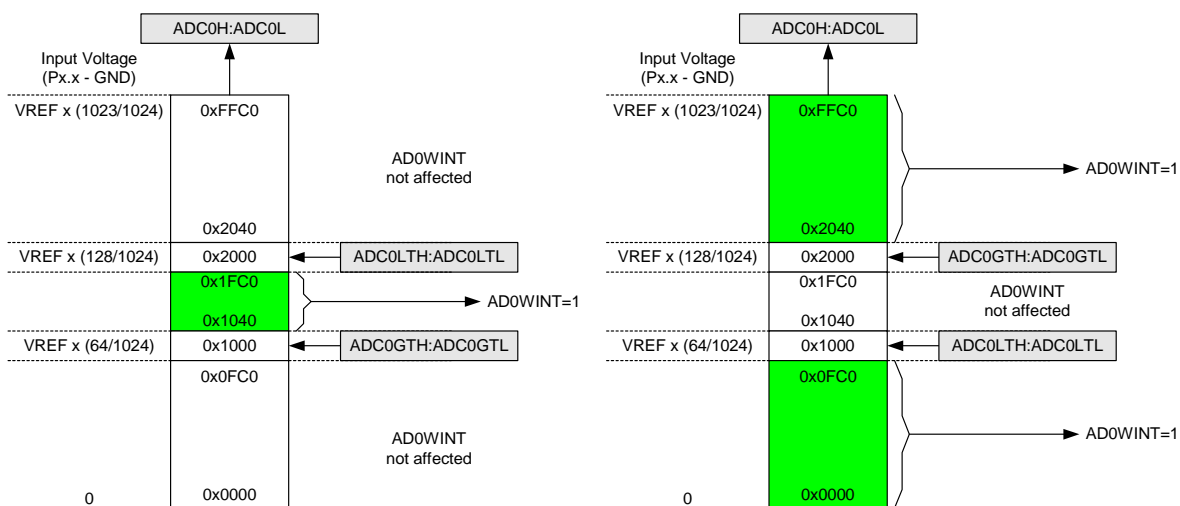 ADC0H:ADC0L
Input Voltage
(Px.x - GND)
VREF x (1023/1024)
0xFFC0
AD0WINT
not affected
0x2040
VREF x (128/1024)
0x2000
ADC0LTH:ADC0LTL
0x1FC0
AD0WINT=1
0x1040
VREF x (64/1024)
0x1000
ADC0GTH:ADC0GTL
0x0FC0
AD0WINT
not affected
0
0x0000
ADC0H:ADC0L
Input Voltage
(Px.x - GND)
VREF x (1023/1024)
0xFFC0
AD0WINT=1
0x2040
VREF x (128/1024)
0x2000
ADC0GTH:ADC0GTL
0x1FC0
AD0WINT
not affected
0x1040
VREF x (64/1024)
0x1000
ADC0LTH:ADC0LTL
0x0FC0
AD0WINT=1
0
0x0000